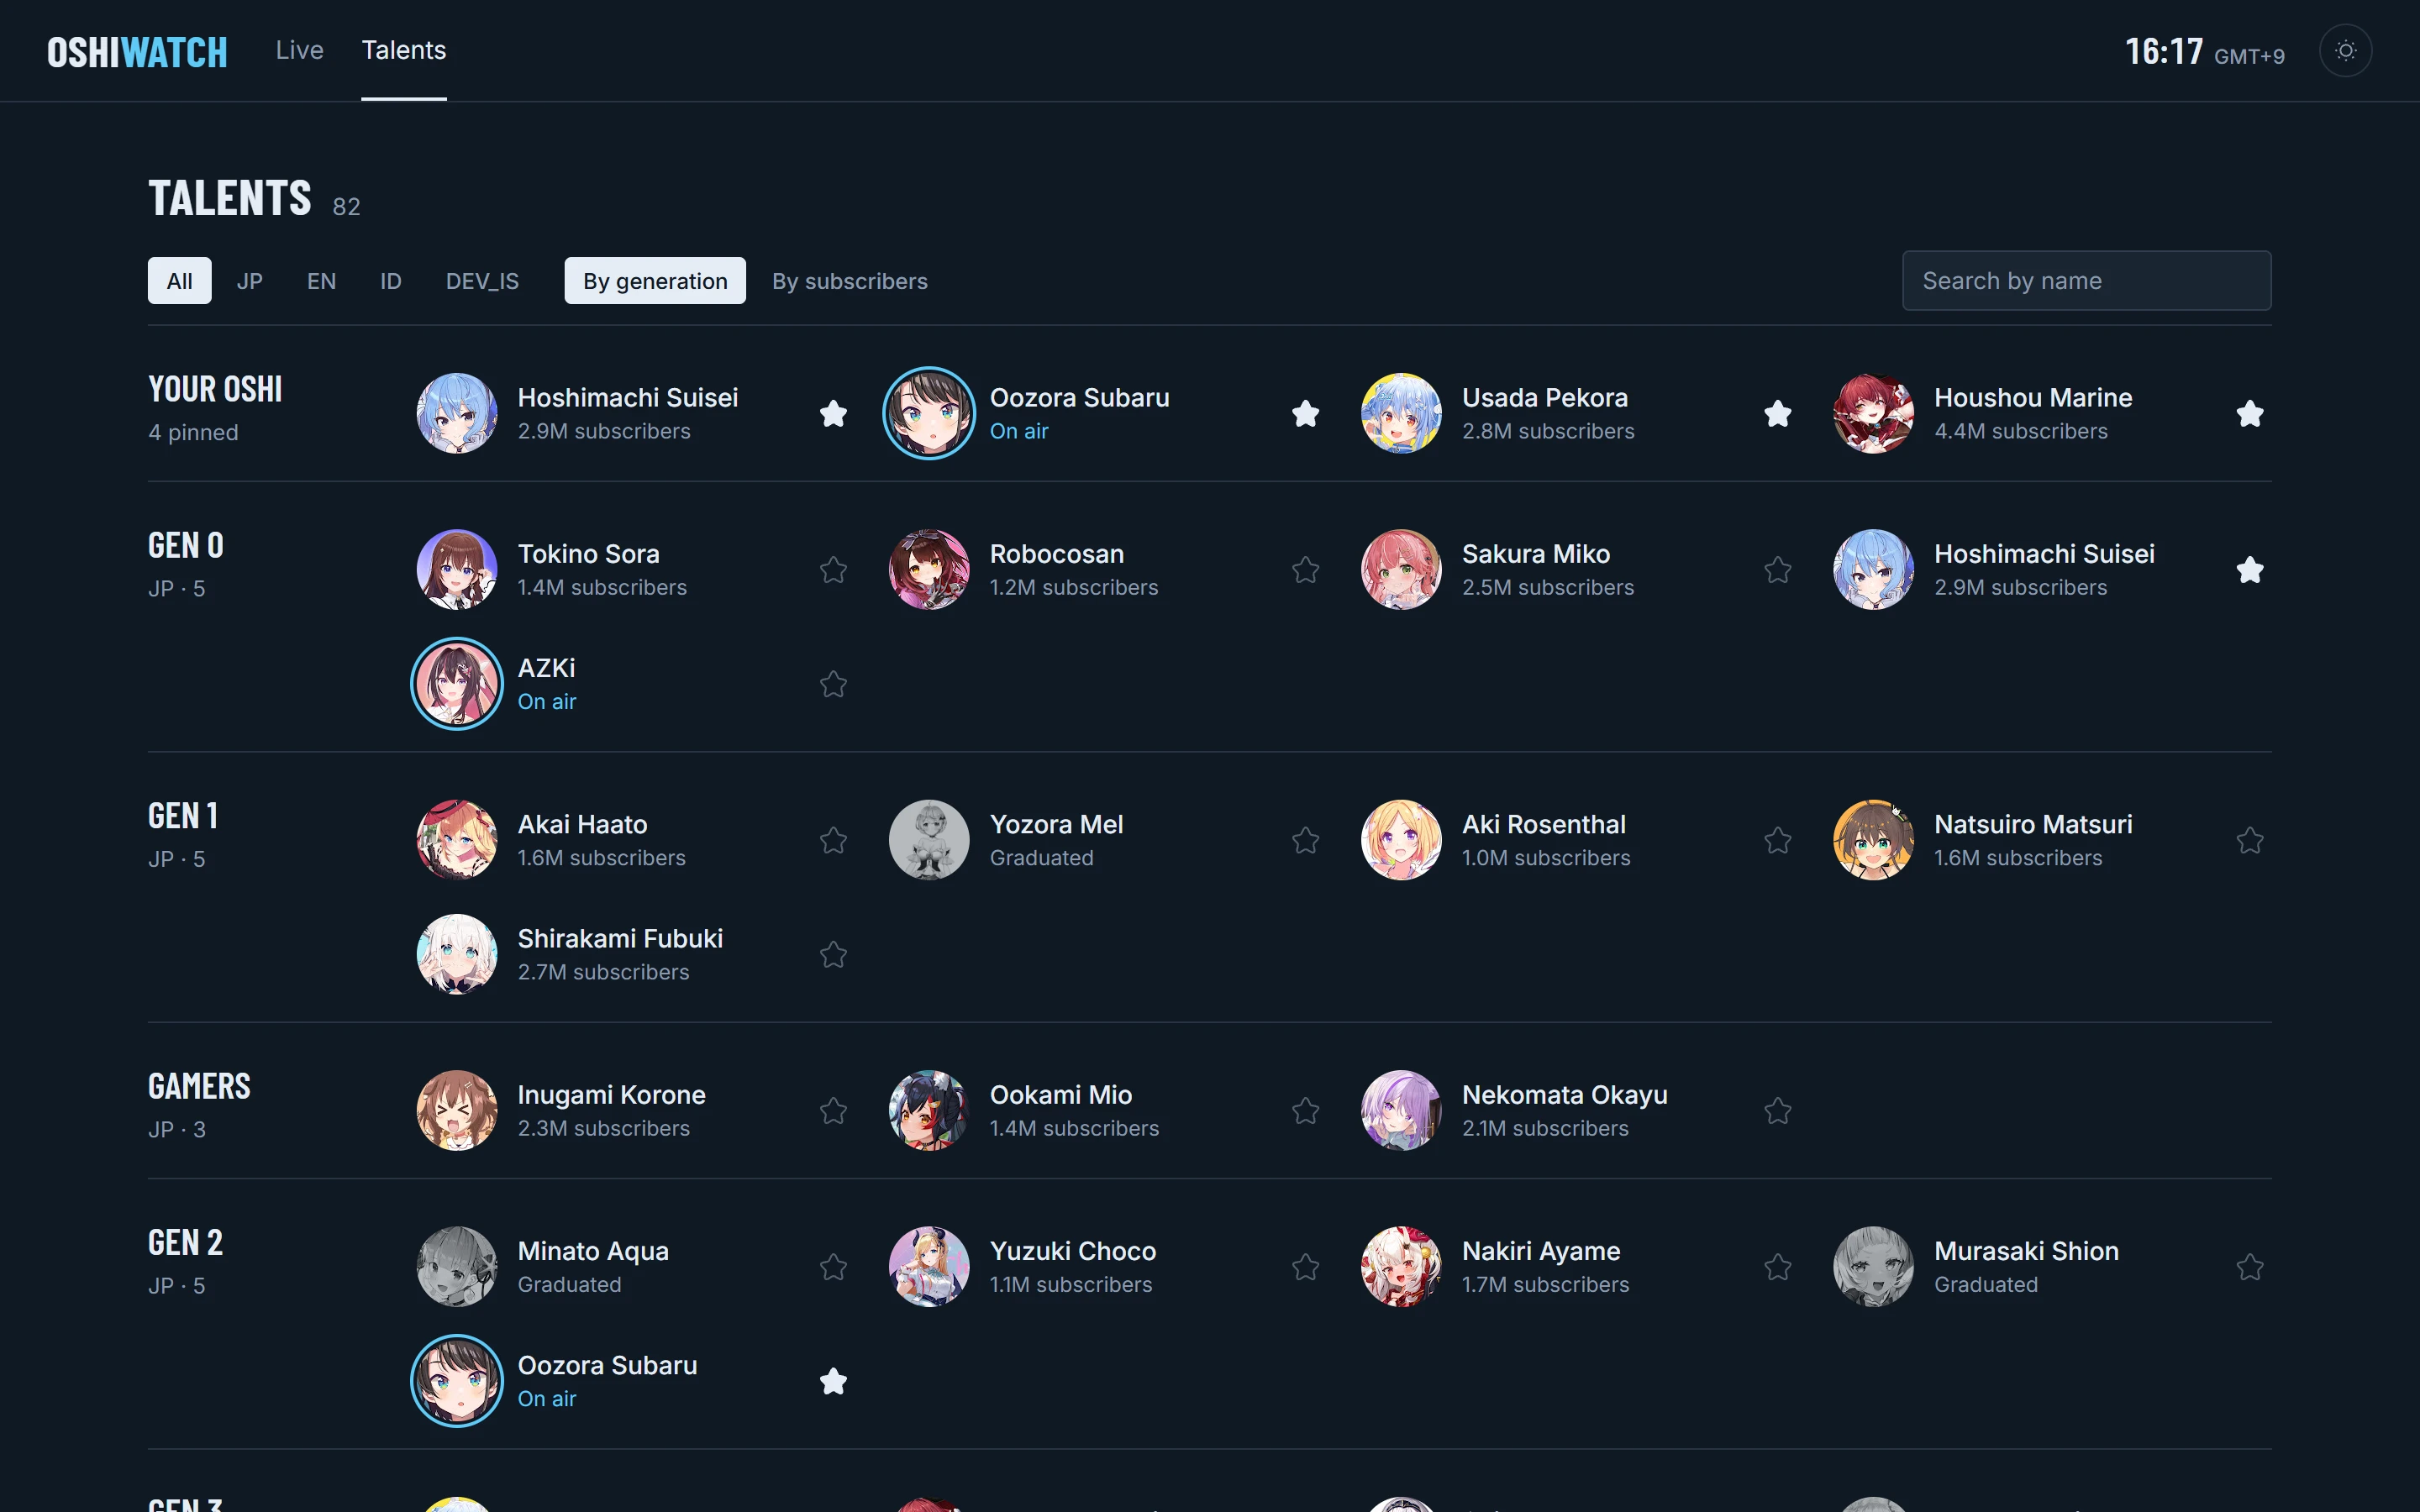 OSHIWATCH Live Talents 16:17 GMT+9
TALENTS 82
All JP EN ID DEV_IS By generation By subscribers Search by name
YOUR OSHI
4 pinned
Hoshimachi Suisei
2.9M subscribers
Oozora Subaru
On air
Usada Pekora
2.8M subscribers
Houshou Marine
4.4M subscribers
GEN 0
JP · 5
Tokino Sora
1.4M subscribers
Robocosan
1.2M subscribers
Sakura Miko
2.5M subscribers
Hoshimachi Suisei
2.9M subscribers
AZKi
On air
GEN 1
JP · 5
Akai Haato
1.6M subscribers
Yozora Mel
Graduated
Aki Rosenthal
1.0M subscribers
Natsuiro Matsuri
1.6M subscribers
Shirakami Fubuki
2.7M subscribers
GAMERS
JP · 3
Inugami Korone
2.3M subscribers
Ookami Mio
1.4M subscribers
Nekomata Okayu
2.1M subscribers
GEN 2
JP · 5
Minato Aqua
Graduated
Yuzuki Choco
1.1M subscribers
Nakiri Ayame
1.7M subscribers
Murasaki Shion
Graduated
Oozora Subaru
On air
GEN 3